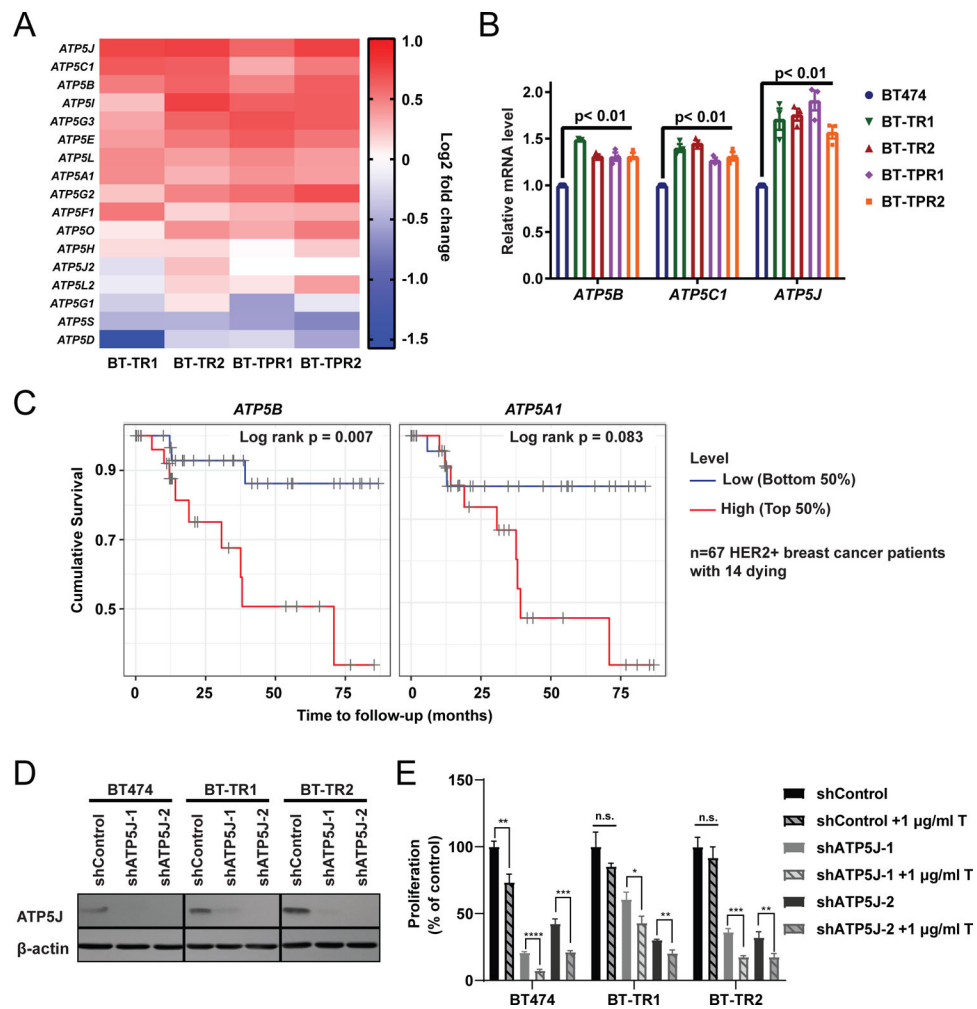 A
ATP5J
ATP5C1
ATP5B
ATP5I
ATP5G3
ATP5E
ATP5L
ATP5A1
ATP5G2
ATP5F1
ATP5O
ATP5H
ATP5J2
ATP5L2
ATP5G1
ATP5S
ATP5D
BT-TR1 BT-TR2 BT-TPR1 BT-TPR2
1.0
0.5
0
-0.5
-1.0
-1.5
Log2 fold change
B
Relative mRNA level
2.0
1.5
1.0
0.5
0.0
p< 0.01
p< 0.01
p< 0.01
ATP5B ATP5C1 ATP5J
BT474
BT-TR1
BT-TR2
BT-TPR1
BT-TPR2
C
ATP5B ATP5A1
Log rank p = 0.007
Log rank p = 0.083
Cumulative Survival
0.9
0.7
0.5
0 25 50 75
0 25 50 75
Time to follow-up (months)
Level
Low (Bottom 50%)
High (Top 50%)
n=67 HER2+ breast cancer patients
with 14 dying
D
BT474 BT-TR1 BT-TR2
shControl shATP5J-1 shATP5J-2 shControl shATP5J-1 shATP5J-2 shControl shATP5J-1 shATP5J-2
ATP5J
β-actin
E
Proliferation
(% of control)
150
100
50
0
** **** ***
n.s. * **
n.s. *** **
BT474 BT-TR1 BT-TR2
shControl
shControl +1 µg/ml T
shATP5J-1
shATP5J-1 +1 µg/ml T
shATP5J-2
shATP5J-2 +1 µg/ml T